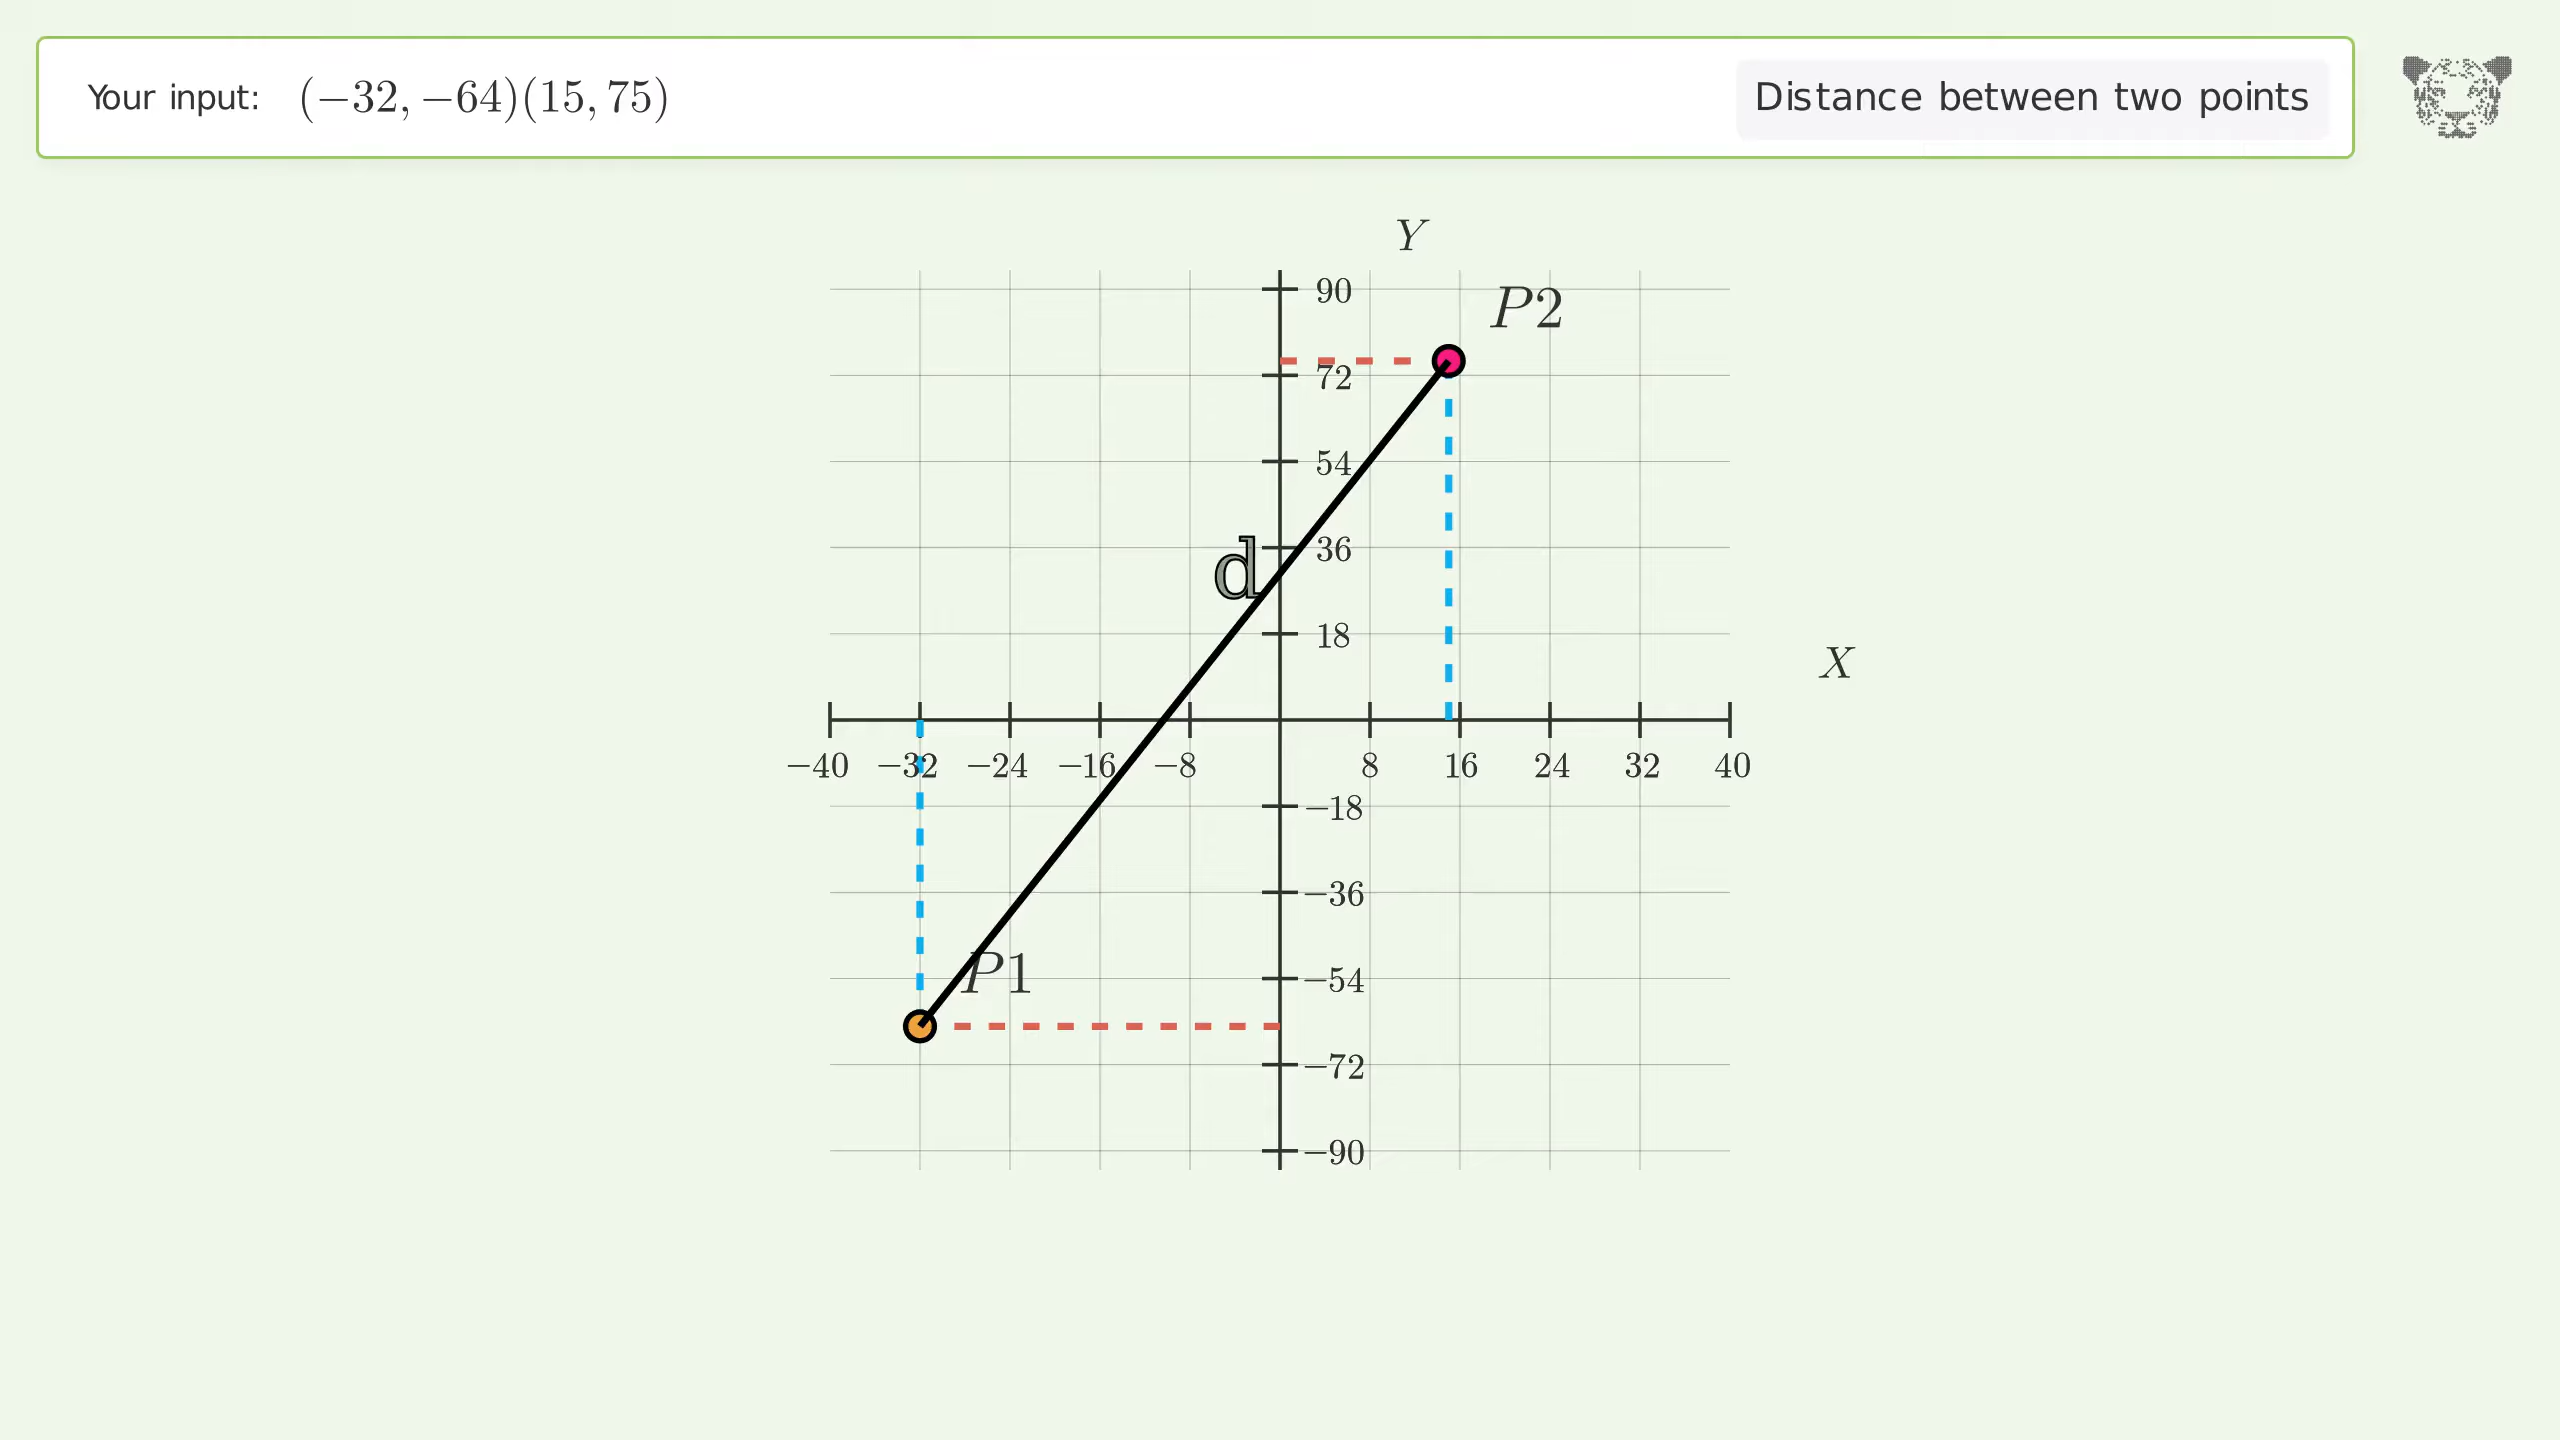 Your input: (−32, −64)(15, 75)
Distance between two points
Y
90
P2
72
54
36
d
18
X
−40 −32 −24 −16 −8 8 16 24 32 40
−18
−36
P1
−54
−72
−90